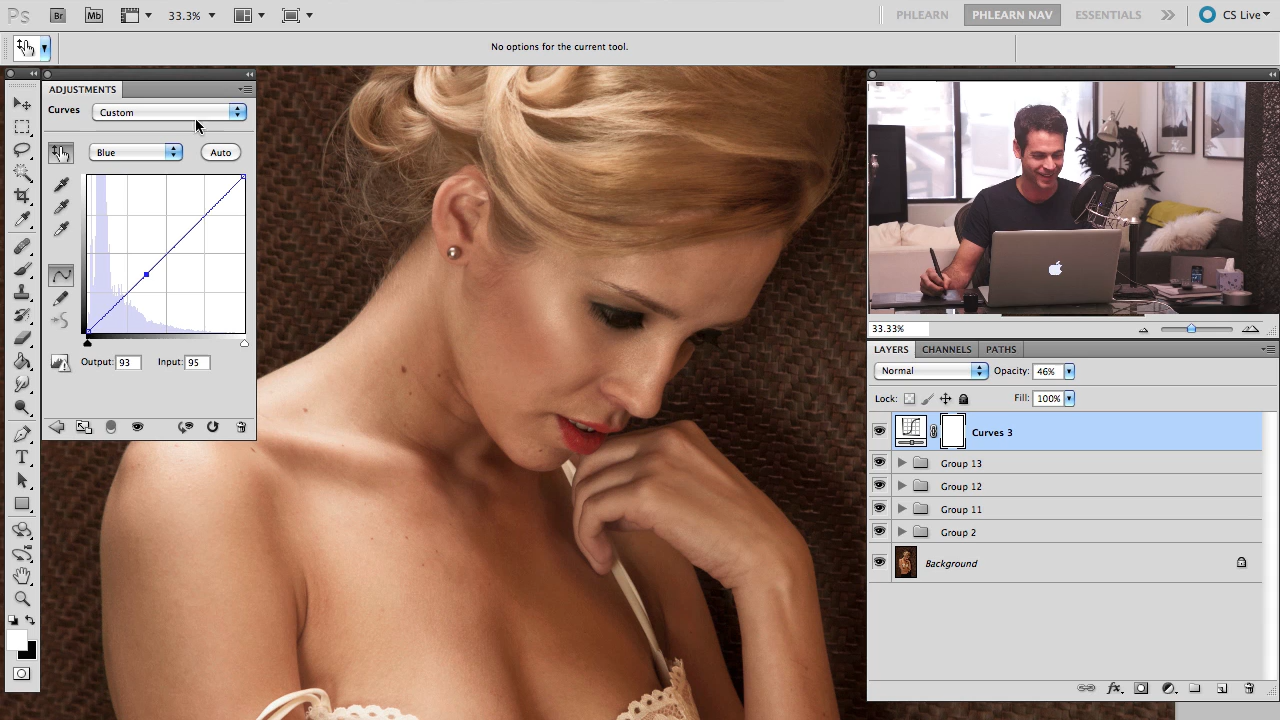 Ps
Br
Mb
33.3%
PHLEARN
PHLEARN NAV
ESSENTIALS
CS Live
No options for the current tool.
ADJUSTMENTS
Curves
Custom
Blue
Auto
Output: 93
Input: 95
33.33%
LAYERS
CHANNELS
PATHS
Normal
Opacity: 46%
Lock:
Fill: 100%
Curves 3
Group 13
Group 12
Group 11
Group 2
Background
fx
T